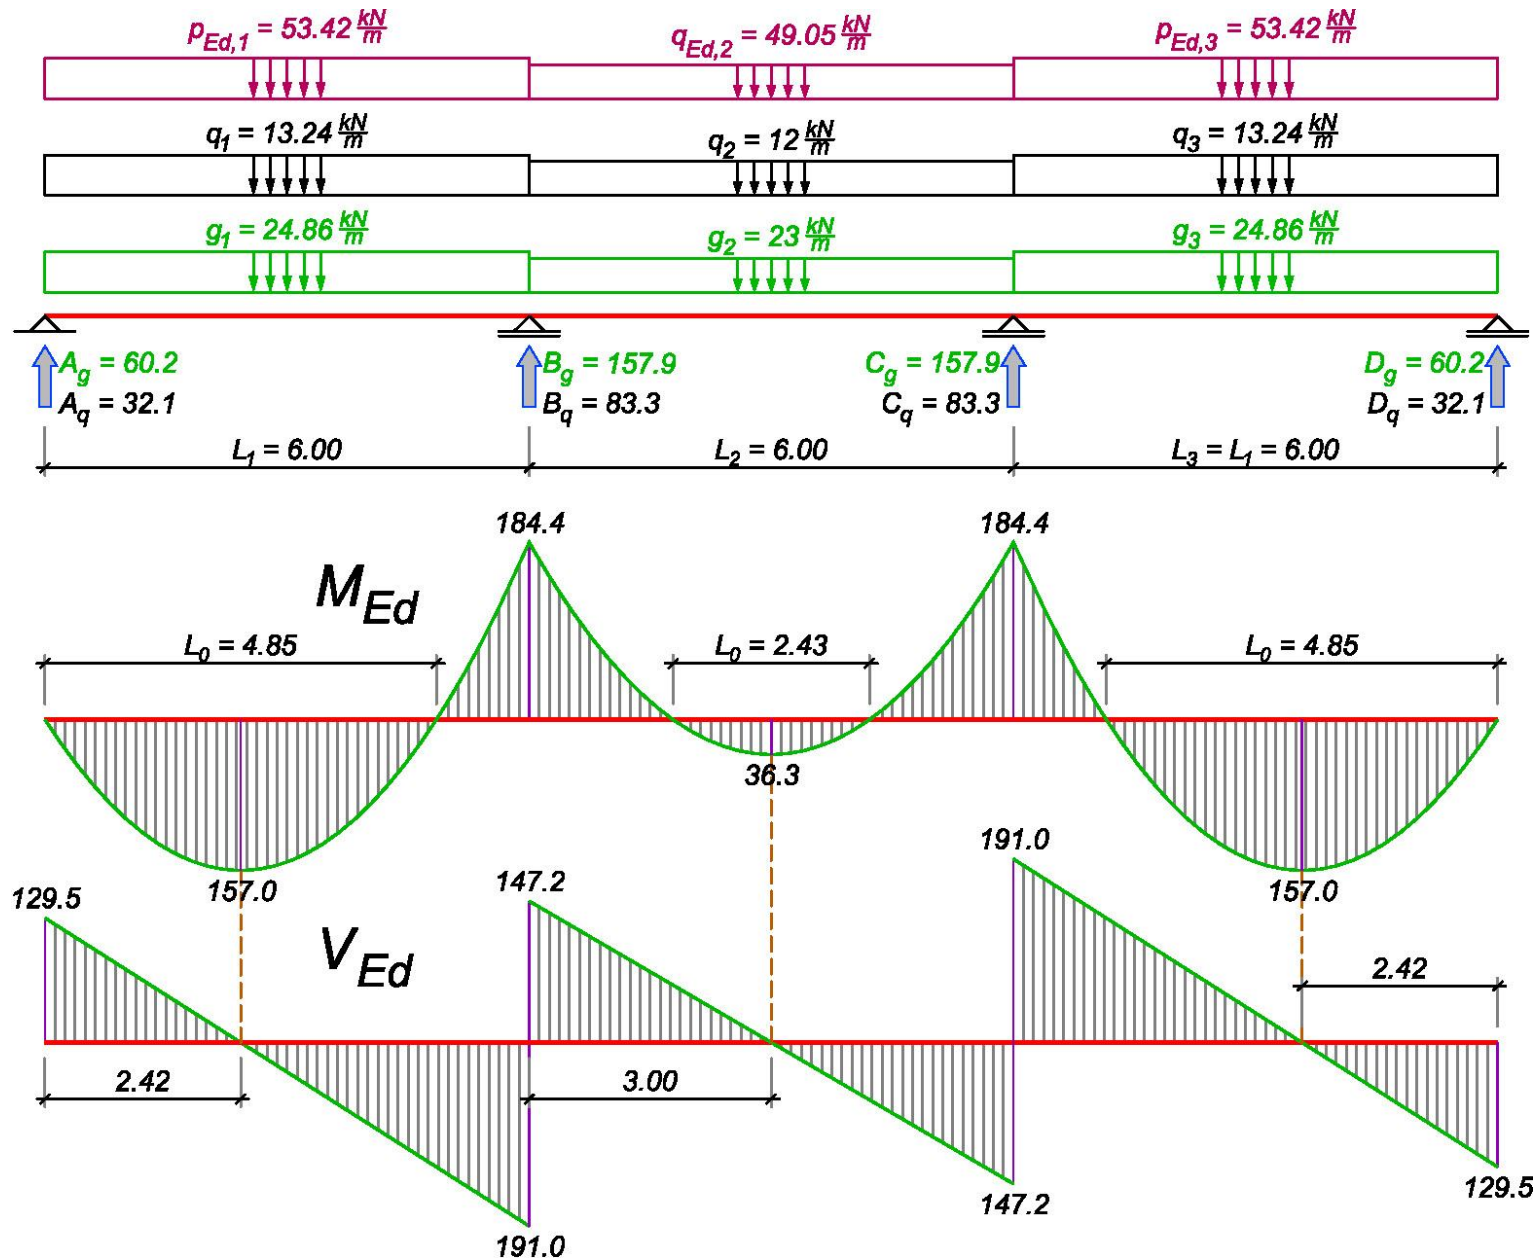 p_Ed,1 = 53.42 kN/m q_Ed,2 = 49.05 kN/m p_Ed,3 = 53.42 kN/m
q_1 = 13.24 kN/m q_2 = 12 kN/m q_3 = 13.24 kN/m
g_1 = 24.86 kN/m g_2 = 23 kN/m g_3 = 24.86 kN/m
A_g = 60.2 B_g = 157.9 C_g = 157.9 D_g = 60.2
A_q = 32.1 B_q = 83.3 C_q = 83.3 D_q = 32.1
L_1 = 6.00 L_2 = 6.00 L_3 = L_1 = 6.00
184.4 184.4
M_Ed
L_0 = 4.85 L_0 = 2.43 L_0 = 4.85
36.3
191.0
157.0 157.0
129.5 147.2
V_Ed
2.42
2.42 3.00
147.2 129.5
191.0